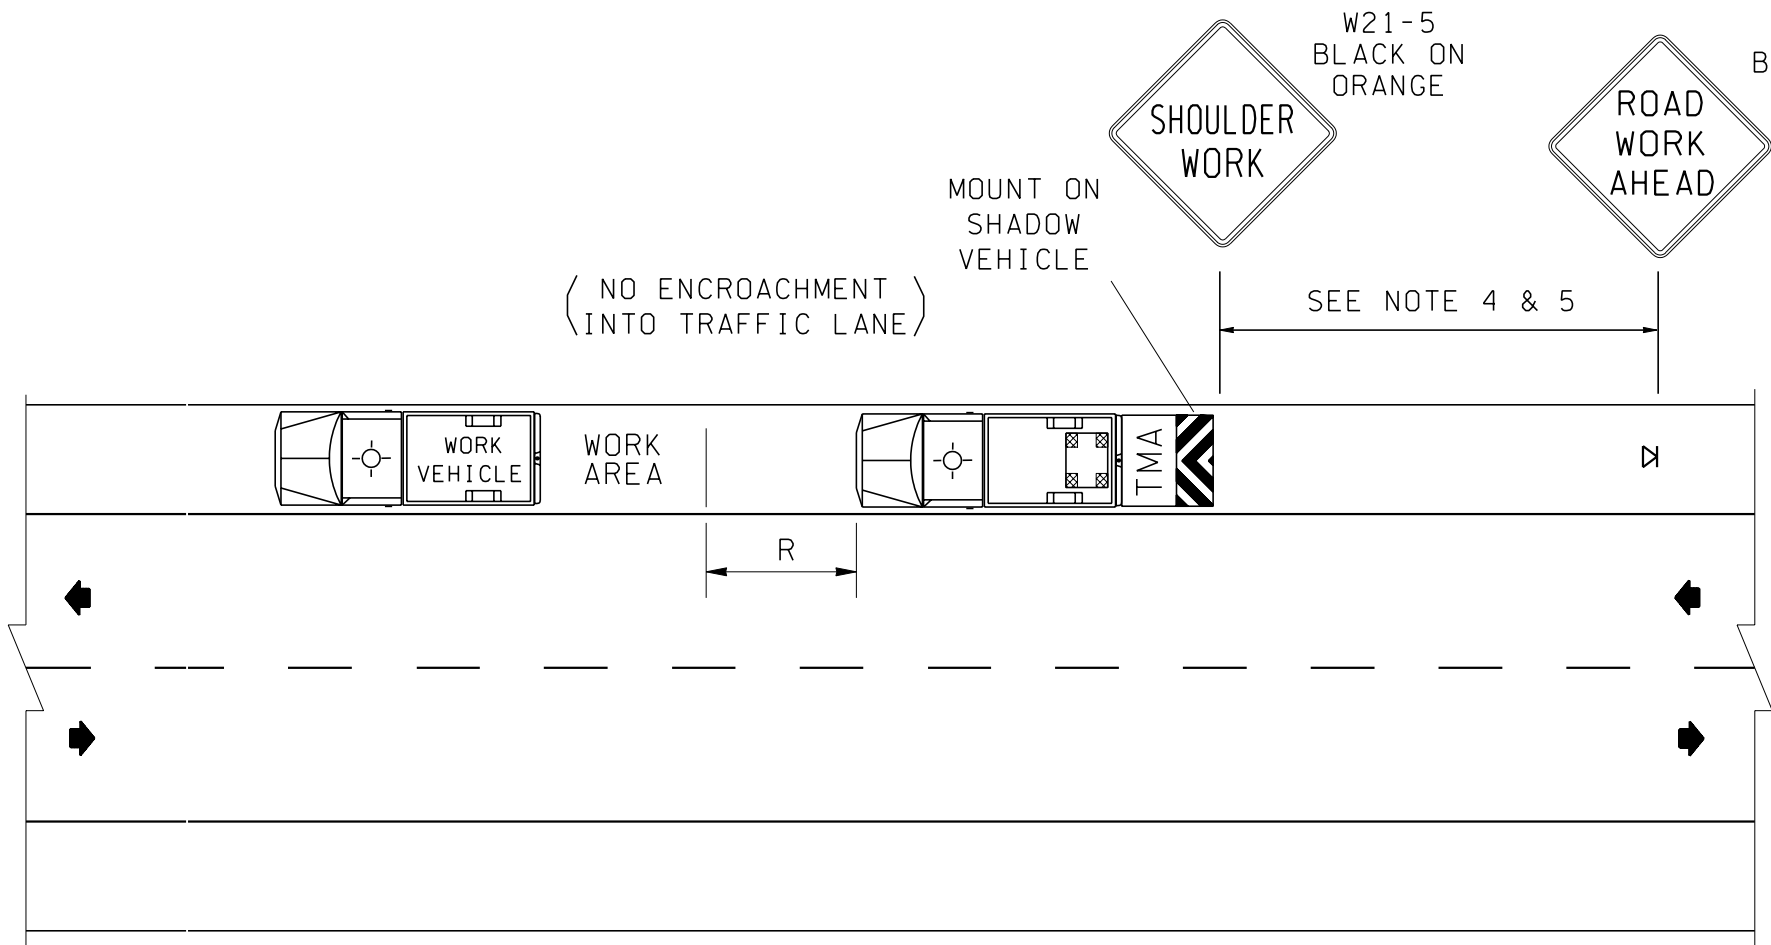 W21-5
BLACK ON
ORANGE
B
SHOULDER
WORK
ROAD
WORK
AHEAD
MOUNT ON
SHADOW
VEHICLE
( NO ENCROACHMENT
INTO TRAFFIC LANE )
SEE NOTE 4 & 5
WORK
VEHICLE
WORK
AREA
TMA
R